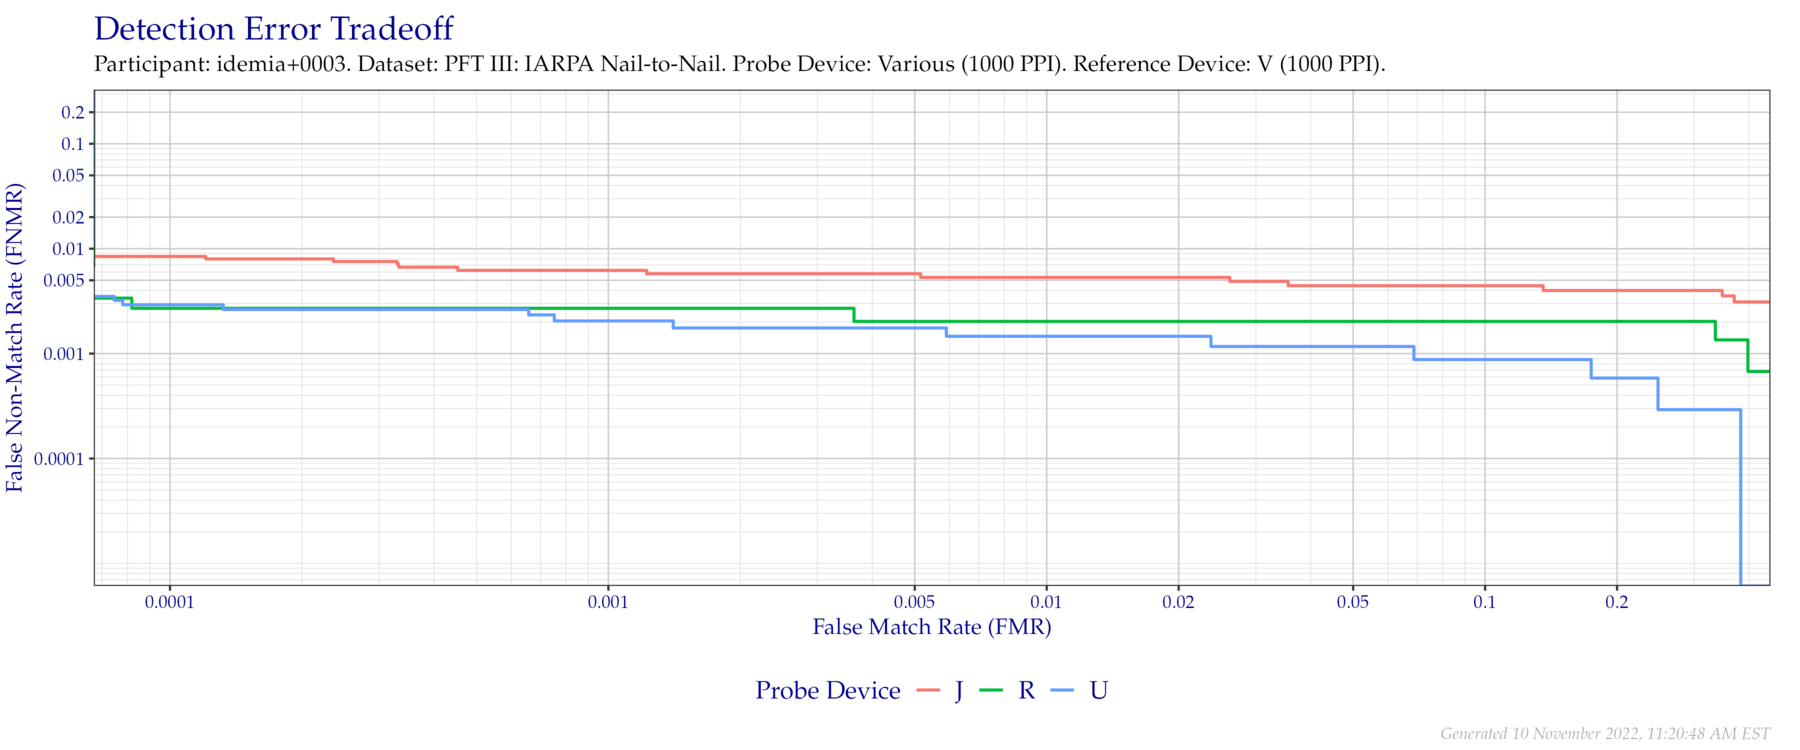 Detection Error Tradeoff
Participant: idemia+0003. Dataset: PFT III: IARPA Nail-to-Nail. Probe Device: Various (1000 PPI). Reference Device: V (1000 PPI).
False Non-Match Rate (FNMR)
0.2
0.1
0.05
0.02
0.01
0.005
0.001
0.0001
0.0001 0.001 0.005 0.01 0.02 0.05 0.1 0.2
False Match Rate (FMR)
Probe Device J R U
Generated 10 November 2022, 11:20:48 AM EST